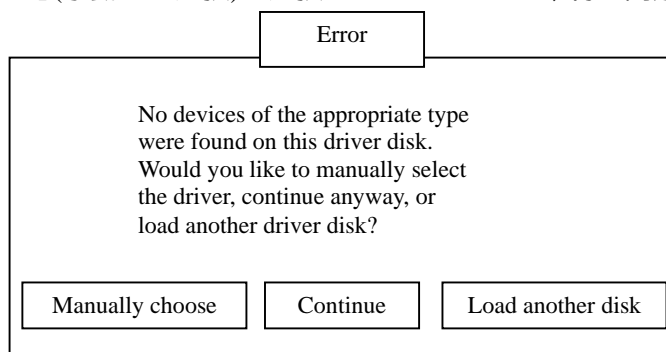 Error
No devices of the appropriate type
were found on this driver disk.
Would you like to manually select
the driver, continue anyway, or
load another driver disk?
Manually choose
Continue
Load another disk